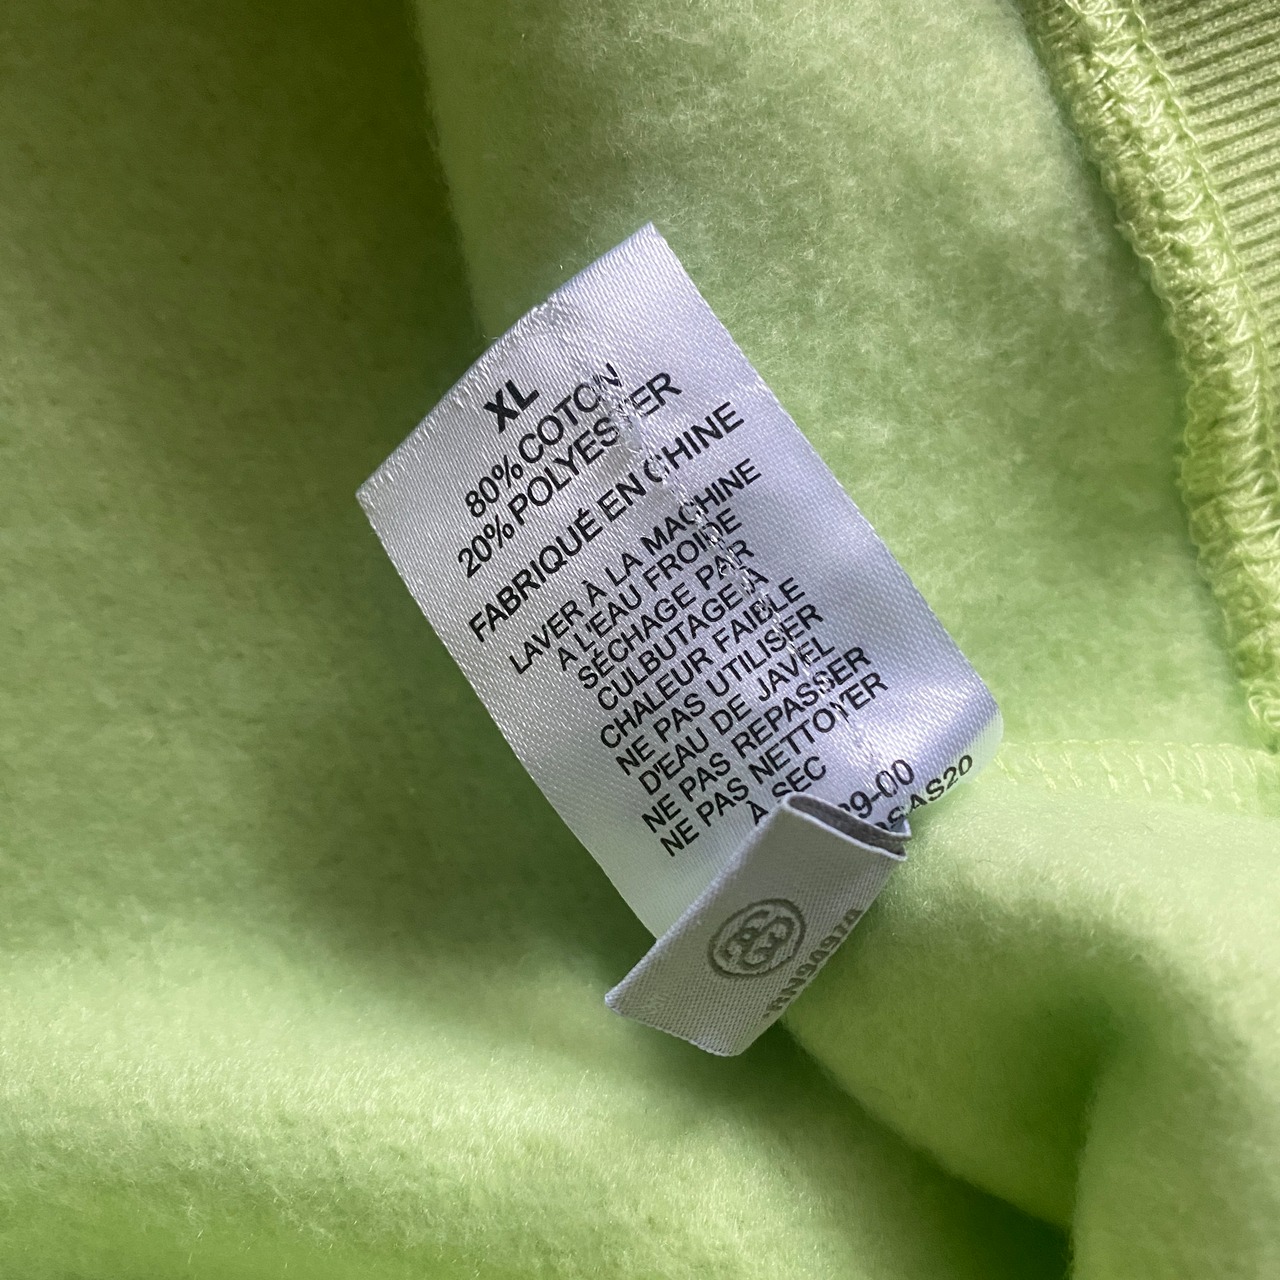 XL
80% COTON
20% POLYESTER
FABRIQUÉ EN CHINE
LAVER À LA MACHINE
A L'EAU FROIDE
SÉCHAGE PAR
CULBUTAGE À
CHALEUR FAIBLE
NE PAS UTILISER
D'EAU DE JAVEL
NE PAS REPASSER
NE PAS NETTOYER
À SEC